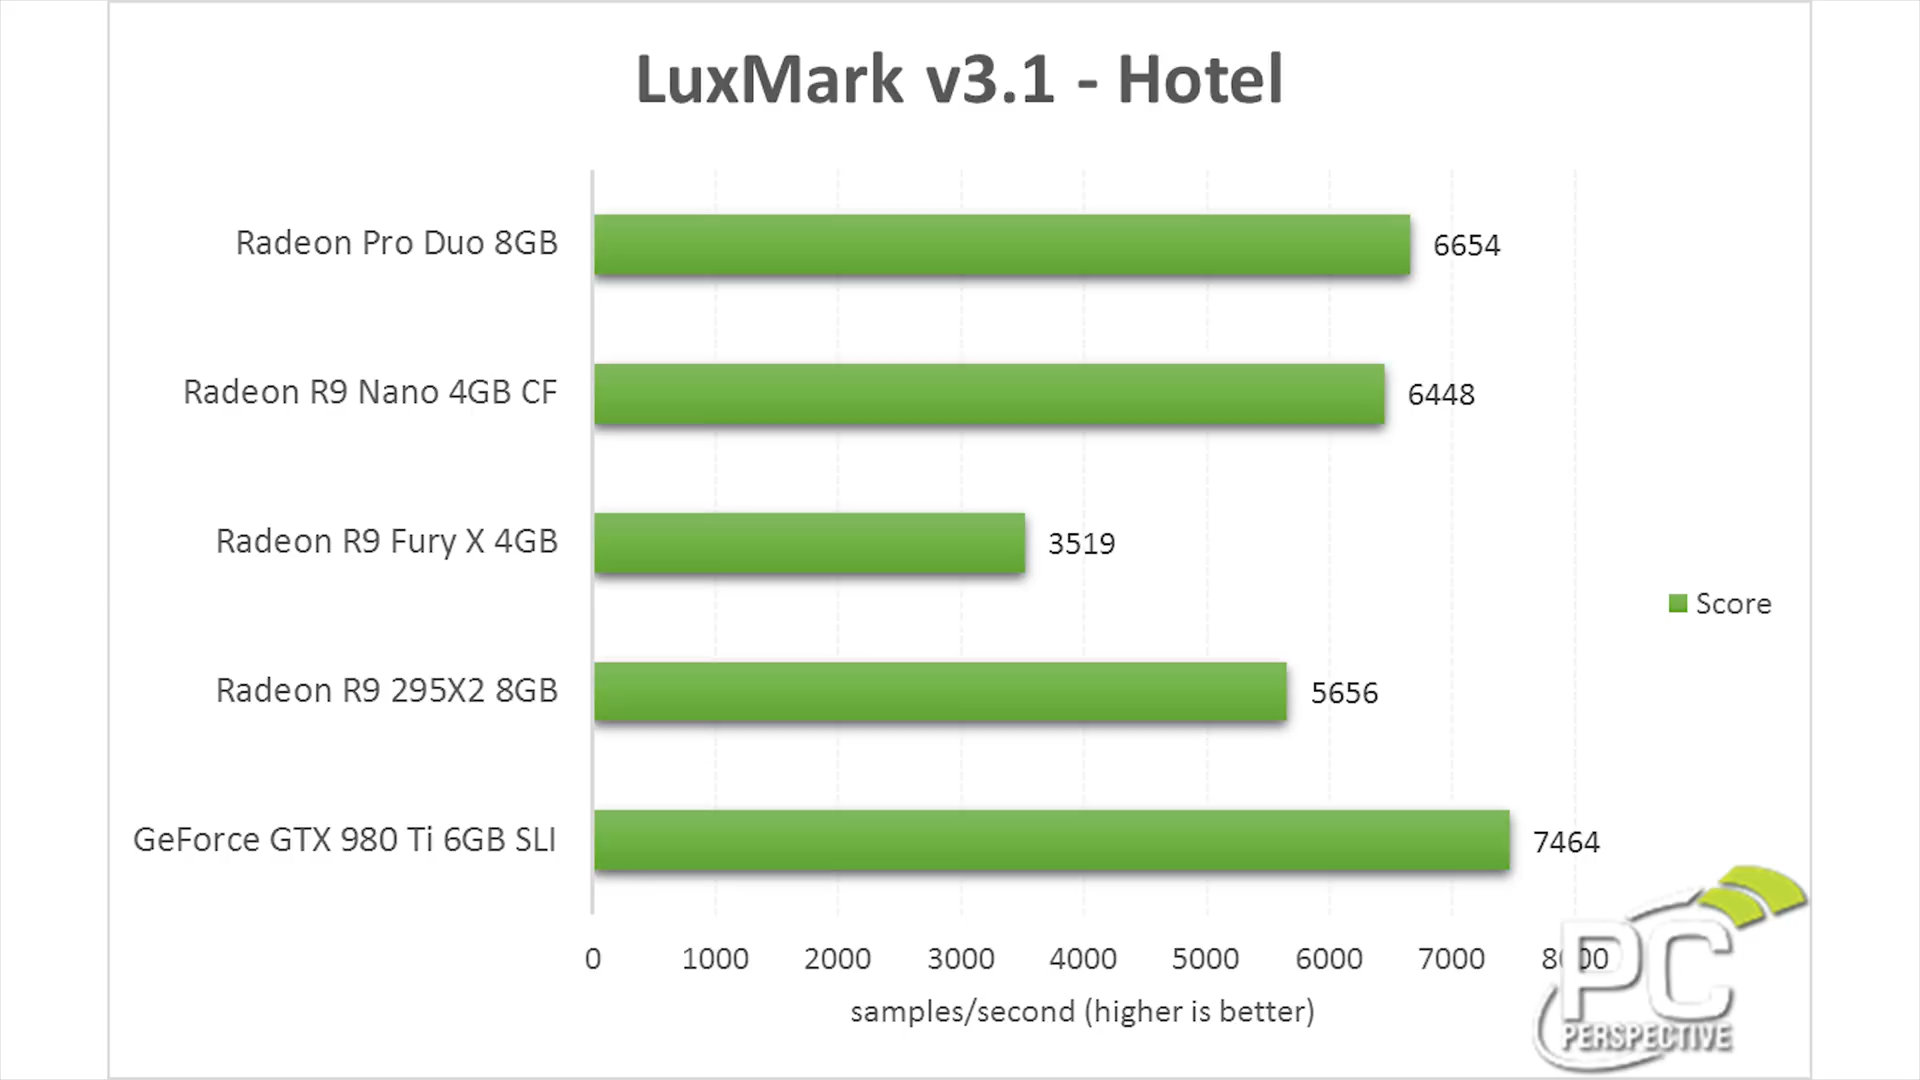 LuxMark v3.1 - Hotel
Radeon Pro Duo 8GB 6654
Radeon R9 Nano 4GB CF 6448
Radeon R9 Fury X 4GB 3519
Score
Radeon R9 295X2 8GB 5656
GeForce GTX 980 Ti 6GB SLI 7464
0 1000 2000 3000 4000 5000 6000 7000 8000
samples/second (higher is better)
PC
PERSPECTIVE